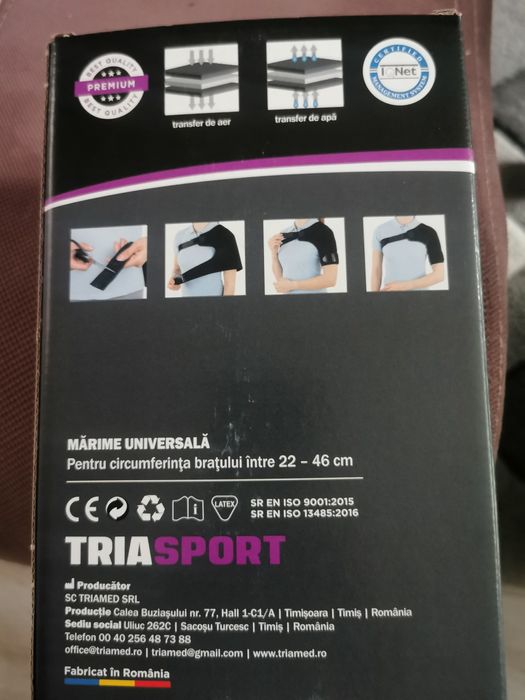 BEST QUALITY
PREMIUM
BEST QUALITY
transfer de aer
transfer de apă
CERTIFIED
IQNet
MANAGEMENT SYSTEM
MĂRIME UNIVERSALĂ
Pentru circumferința brațului între 22 – 46 cm
CE
LATEX
SR EN ISO 9001:2015
SR EN ISO 13485:2016
TRIASPORT
Producător
SC TRIAMED SRL
Producție Calea Buziașului nr. 77, Hall 1-C1/A | Timișoara | Timiș | România
Sediu social Uliuc 262C | Sacoșu Turcesc | Timiș | România
Telefon 00 40 256 48 73 88
office@triamed.ro | triamed@gmail.com | www.triamed.ro
Fabricat în România